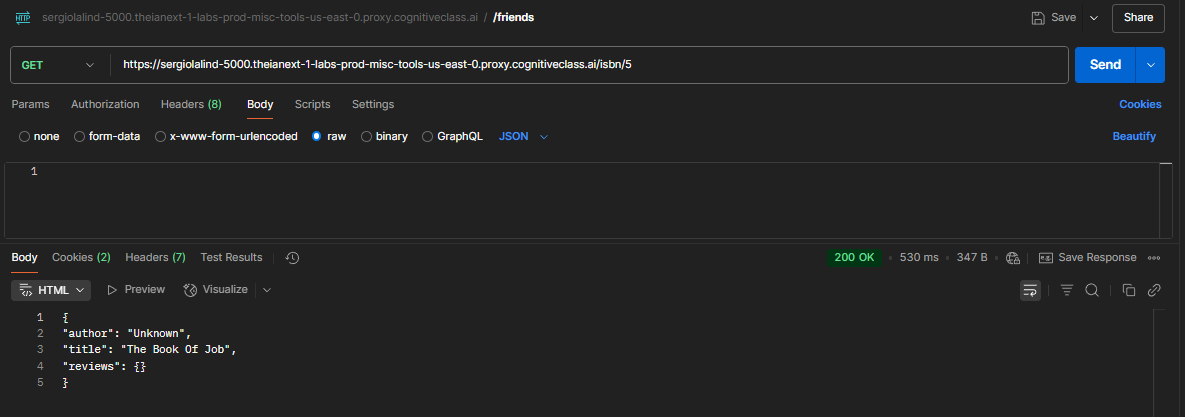 HTTP sergiolalind-5000.theianext-1-labs-prod-misc-tools-us-east-0.proxy.cognitiveclass.ai / /friends Save Share
GET https://sergiolalind-5000.theianext-1-labs-prod-misc-tools-us-east-0.proxy.cognitiveclass.ai/isbn/5 Send
Params Authorization Headers (8) Body Scripts Settings Cookies
none form-data x-www-form-urlencoded raw binary GraphQL JSON Beautify
1
Body Cookies (2) Headers (7) Test Results 200 OK 530 ms 347 B Save Response
HTML Preview Visualize
1 {
2 "author": "Unknown",
3 "title": "The Book Of Job",
4 "reviews": {}
5 }